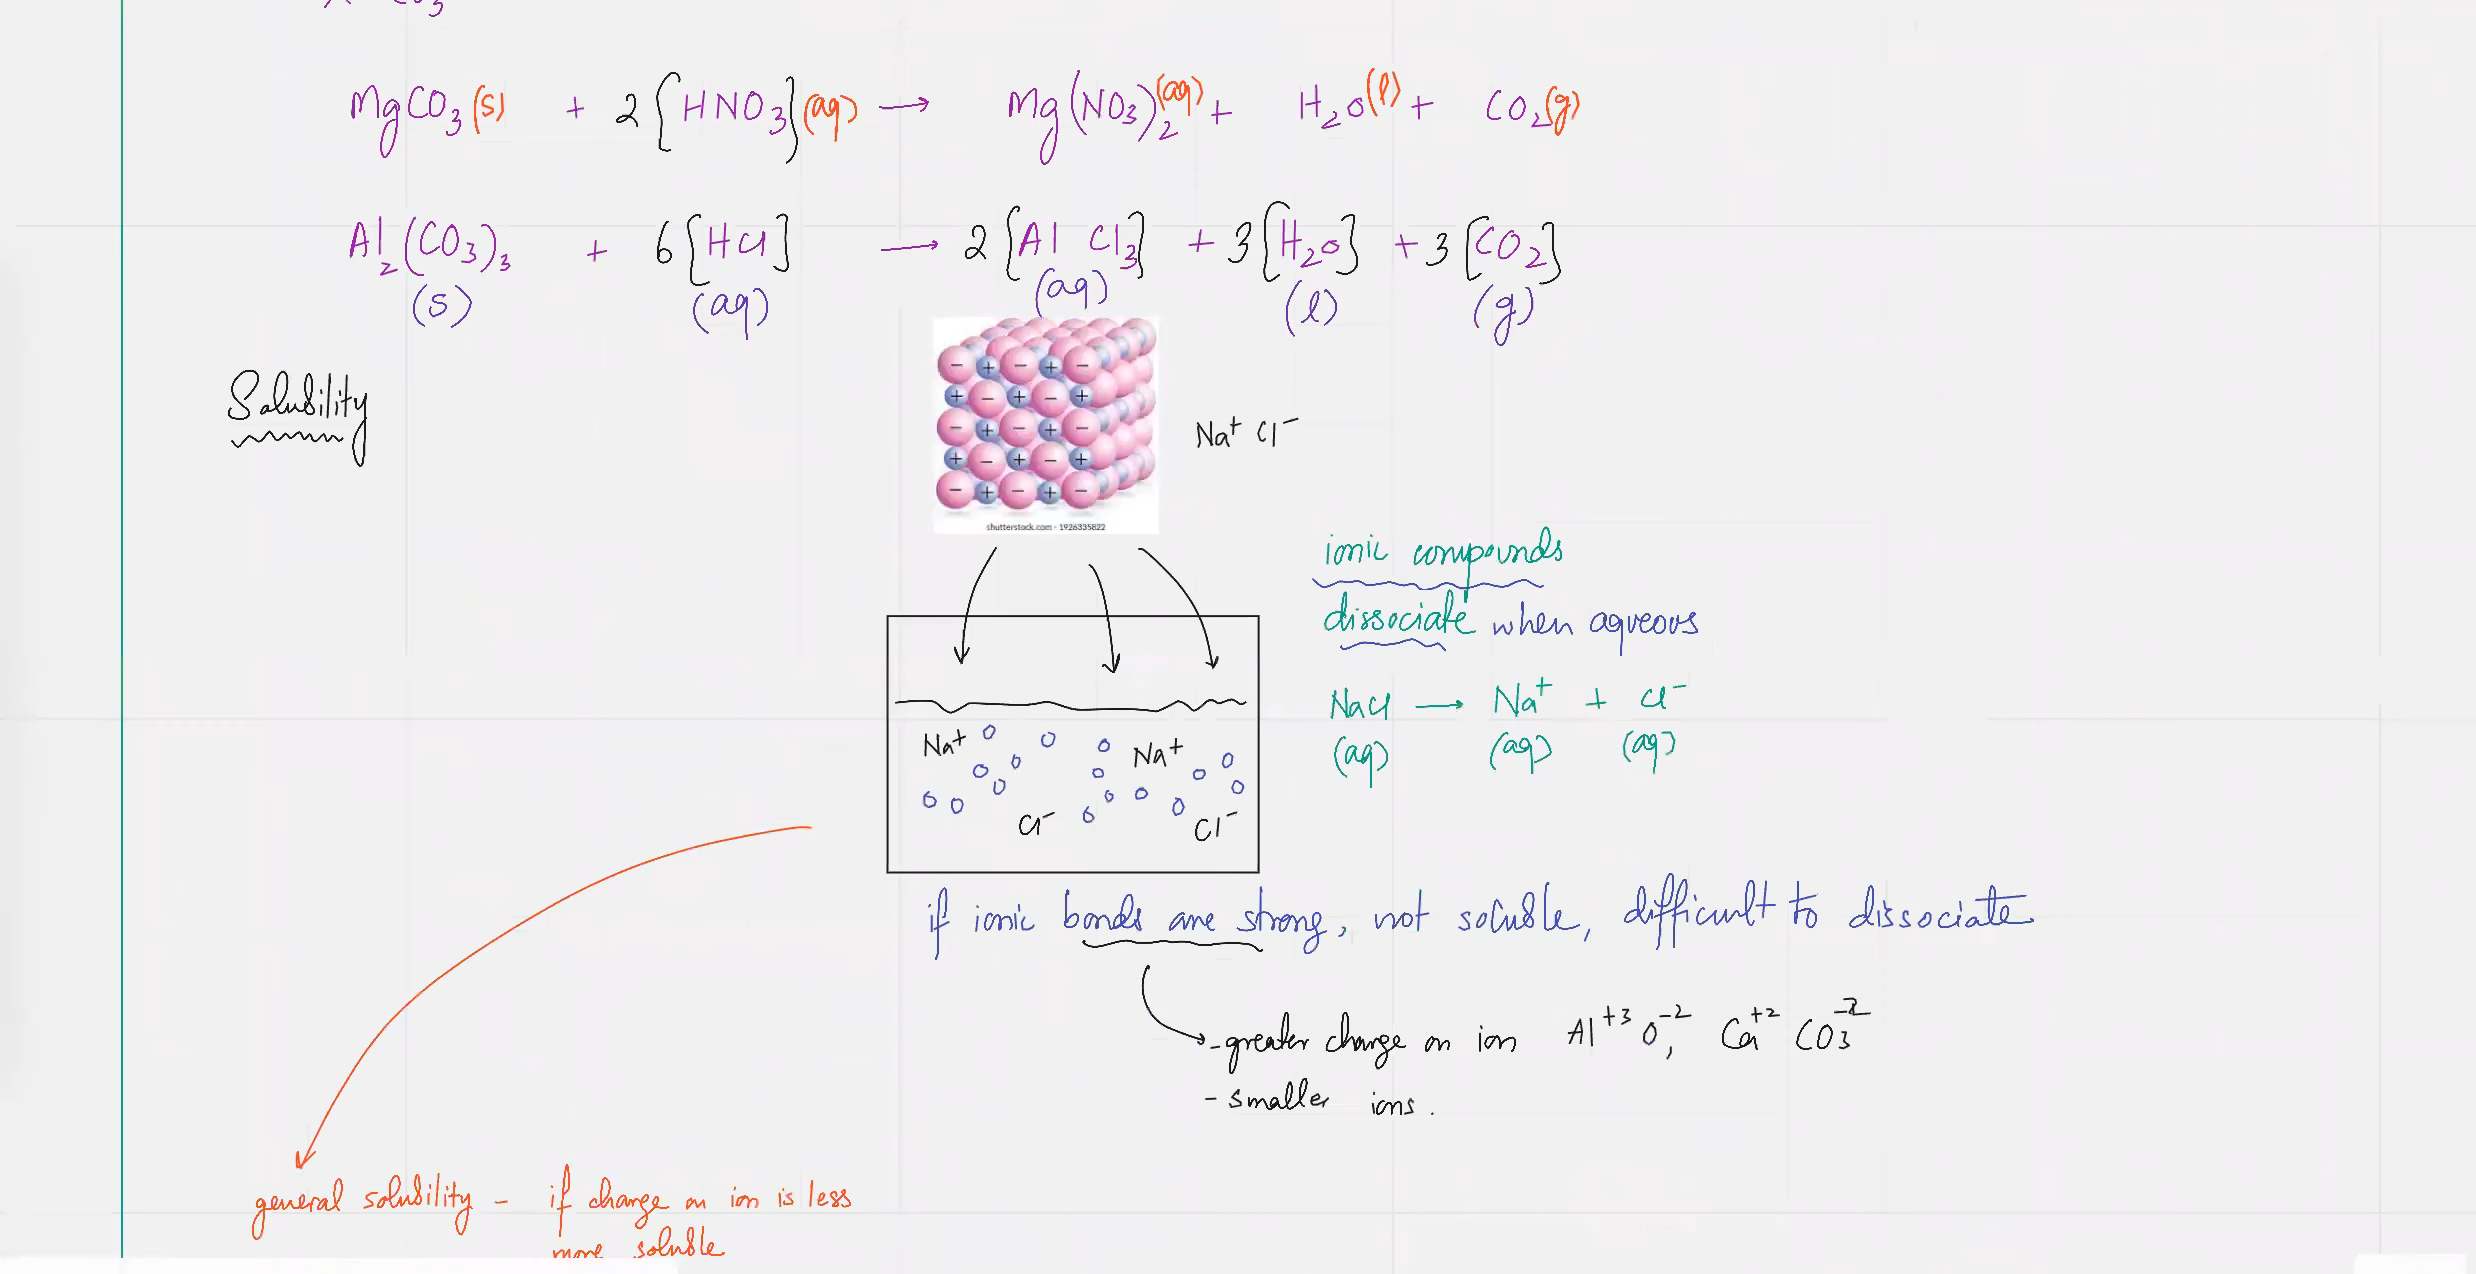 MgCO3(s) + 2[HNO3](aq) → Mg(NO3)2(aq) + H2O(l) + CO2(g)
Al2(CO3)3 + 6[HCl] → 2[AlCl3] + 3[H2O] + 3[CO2]
(s) (aq) (aq) (l) (g)
Solubility
- + - + -
+ - + - +
- + - + -
+ - + - +
- + - + -
shutterstock.com · 1926335822
Na+ Cl-
ionic compounds
dissociate when aqueous
NaCl → Na+ + Cl-
(aq) (aq) (aq)
Na+ Na+
Cl- Cl-
if ionic bonds are strong, not soluble, difficult to dissociate
- greater charge on ion Al+3 O-2, Ca+2 CO3-2
- smaller ions.
general solubility - if charge on ion is less
more soluble